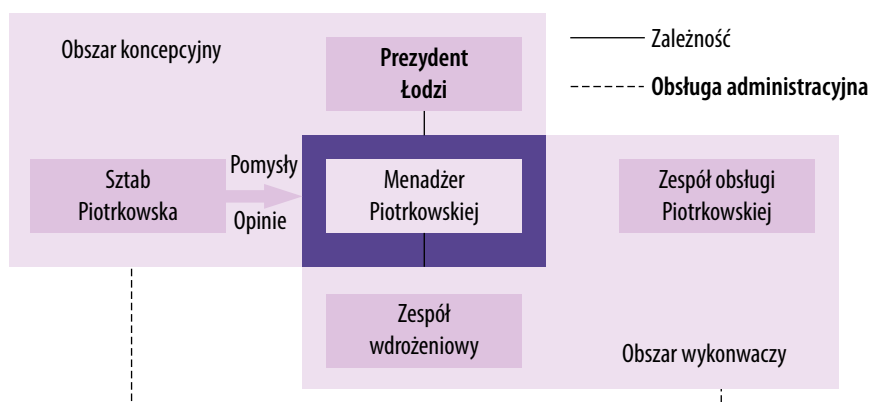 Obszar koncepcyjny
Prezydent
Łodzi
Zależność
Obsługa administracyjna
Sztab
Piotrkowska
Pomysły
Opinie
Menadżer
Piotrkowskiej
Zespół obsługi
Piotrkowskiej
Zespół
wdrożeniowy
Obszar wykonwaczy